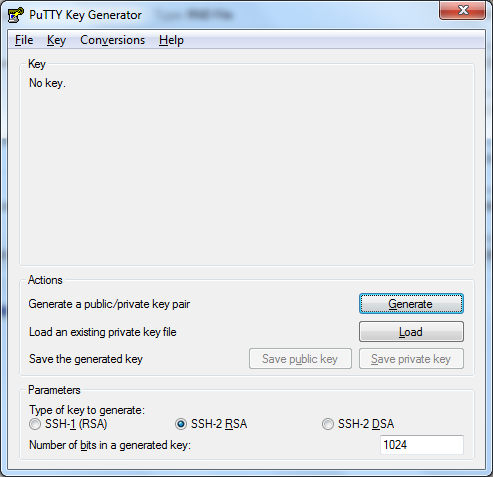 PuTTY Key Generator
File Key Conversions Help
Key
No key.
Actions
Generate a public/private key pair Generate
Load an existing private key file Load
Save the generated key Save public key Save private key
Parameters
Type of key to generate:
SSH-1 (RSA) SSH-2 RSA SSH-2 DSA
Number of bits in a generated key: 1024